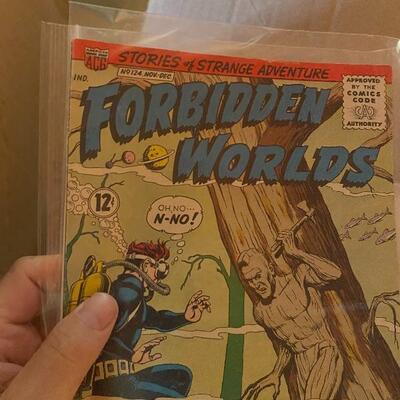 STORIES of STRANGE ADVENTURE
ACG
IND.
NO 124 NOV.-DEC
APPROVED
BY THE
COMICS
CODE
AUTHORITY
FORBIDDEN
WORLDS
12¢
OH, NO...
N-NO!